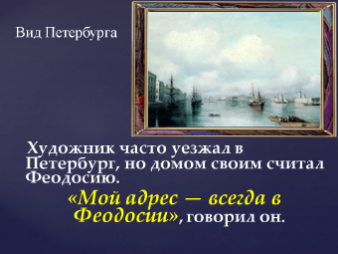 Вид Петербурга
Художник часто уезжал в
Петербург, но домом своим считал
Феодосию.
«Мой адрес — всегда в
Феодосии», говорил он.